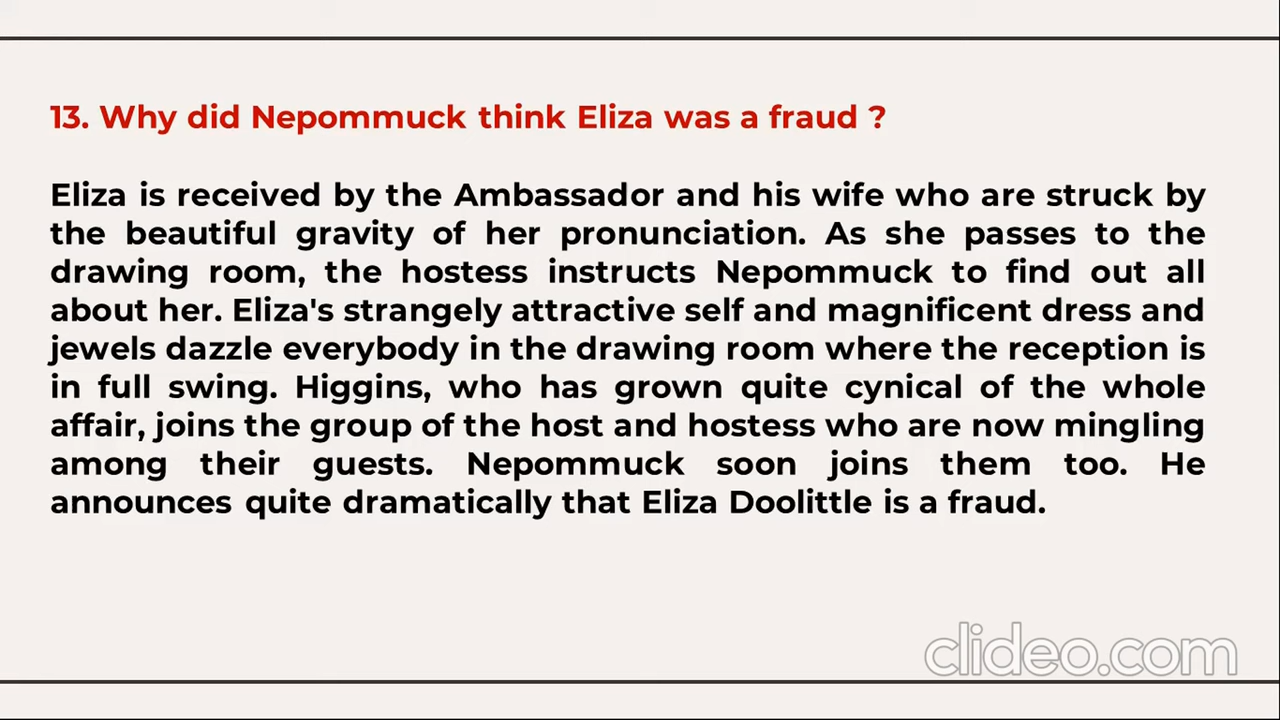 13. Why did Nepommuck think Eliza was a fraud ?
Eliza is received by the Ambassador and his wife who are struck by
the beautiful gravity of her pronunciation. As she passes to the
drawing room, the hostess instructs Nepommuck to find out all
about her. Eliza's strangely attractive self and magnificent dress and
jewels dazzle everybody in the drawing room where the reception is
in full swing. Higgins, who has grown quite cynical of the whole
affair, joins the group of the host and hostess who are now mingling
among their guests. Nepommuck soon joins them too. He
announces quite dramatically that Eliza Doolittle is a fraud.
clideo.com